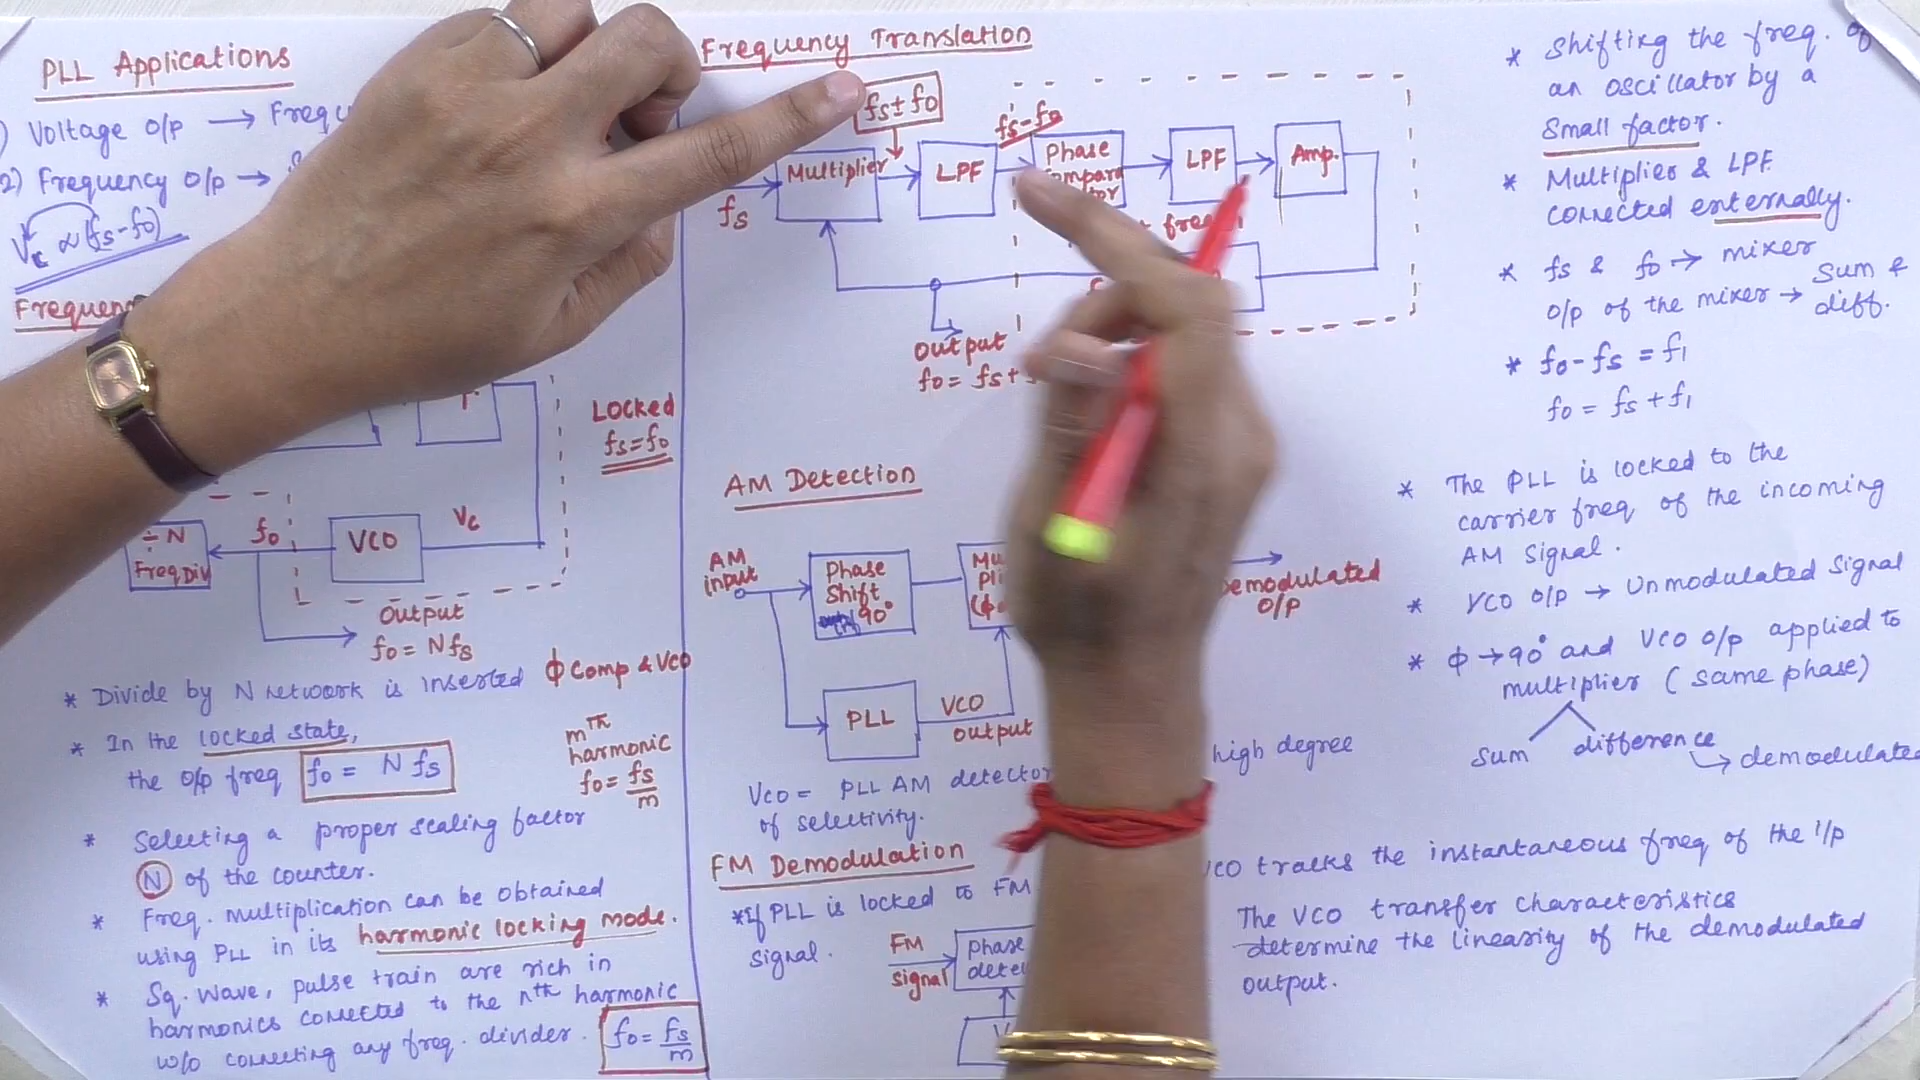 PLL Applications
Voltage O/P → Frequ
2) Frequency O/p →
Vc ∝ (fs-fo)
Frequen
Locked
fs=fo
÷ N
Freq Div
fo
VCO
Vc
Output
fo = Nfs
* Divide by N network is inserted φ Comp & VCO
* In the locked state,
the O/p freq fo = N fs
mth
harmonic
fo = fs/m
* Selecting a proper scaling factor
N of the counter.
* Freq. multiplication can be obtained
using PLL in its harmonic locking mode.
* Sq. wave, pulse train are rich in
harmonics connected to the nth harmonic
w/o connecting any freq. divider. fo = fs/m
Frequency Translation
fs ± fo
fs-fo
fs
Multiplier
LPF
Phase
LPF
Amp.
Output
fo = fs+
AM Detection
AM
input
Phase
Shift
90°
PLL
VCO
output
Demodulated
O/P
VCO = PLL AM detector high degree
of selectivity.
FM Demodulation
*If PLL is locked to FM
signal.
FM
signal
Phase
* Shifting the freq. of
an oscillator by a
Small factor.
* Multiplier & LPF
connected enternally.
* fs & fo → mixer
O/p of the mixer → Sum &
diff.
* fo - fs = f1
fo = fs + f1
* The PLL is locked to the
carrier freq of the incoming
AM Signal.
* VCO O/p → Unmodulated Signal
* φ → 90° and VCO O/p applied to
multiplier (same phase)
Sum difference
→ demodulated
VCO tracks the instantaneous freq of the i/p
The VCO transfer characteristics
determine the linearity of the demodulated
output.